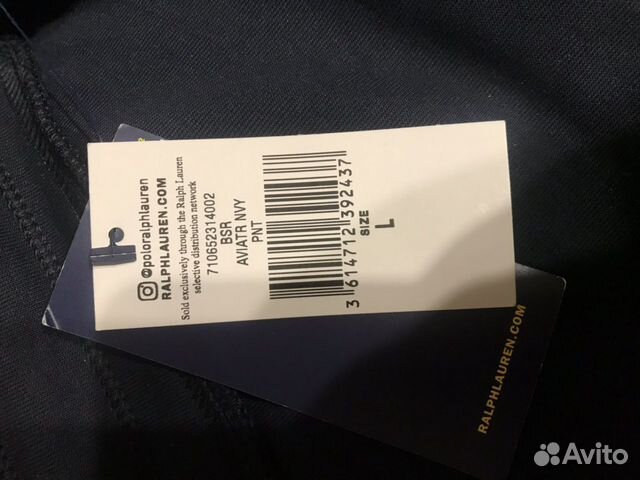 @poloralphlauren
RALPHLAUREN.COM
Sold exclusively through the Ralph Lauren
selective distribution network
710652314002
BSR
AVIATR NVY
PNT
3 614712 392437
SIZE
L
RALPHLAUREN.COM
Avito